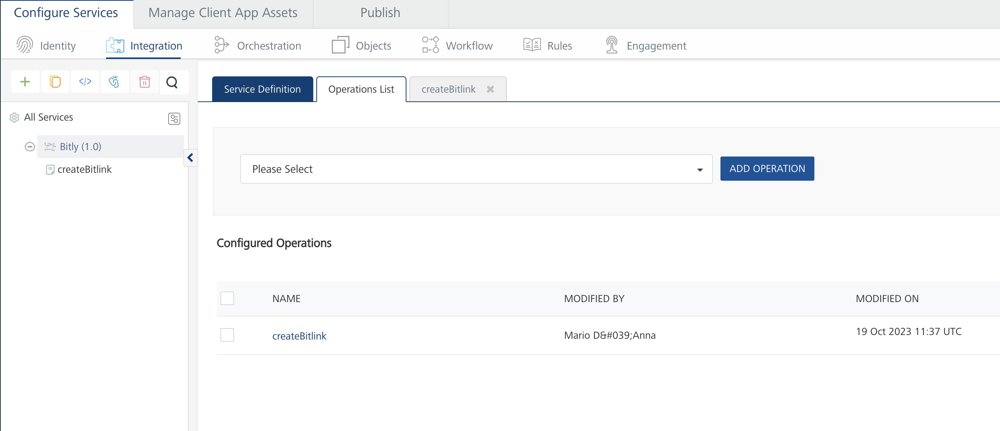 Configure Services Manage Client App Assets Publish
Identity Integration Orchestration Objects Workflow Rules Engagement
</>
Service Definition Operations List createBitlink
All Services
Bitly (1.0)
createBitlink
Please Select ADD OPERATION
Configured Operations
NAME MODIFIED BY MODIFIED ON
createBitlink Mario D&#039;Anna 19 Oct 2023 11:37 UTC